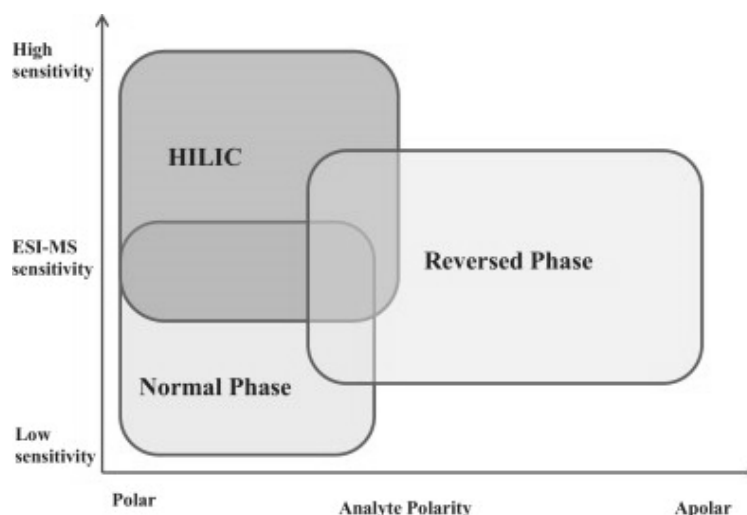 High
sensitivity
HILIC
ESI-MS
sensitivity
Reversed Phase
Normal Phase
Low
sensitivity
Polar
Analyte Polarity
Apolar